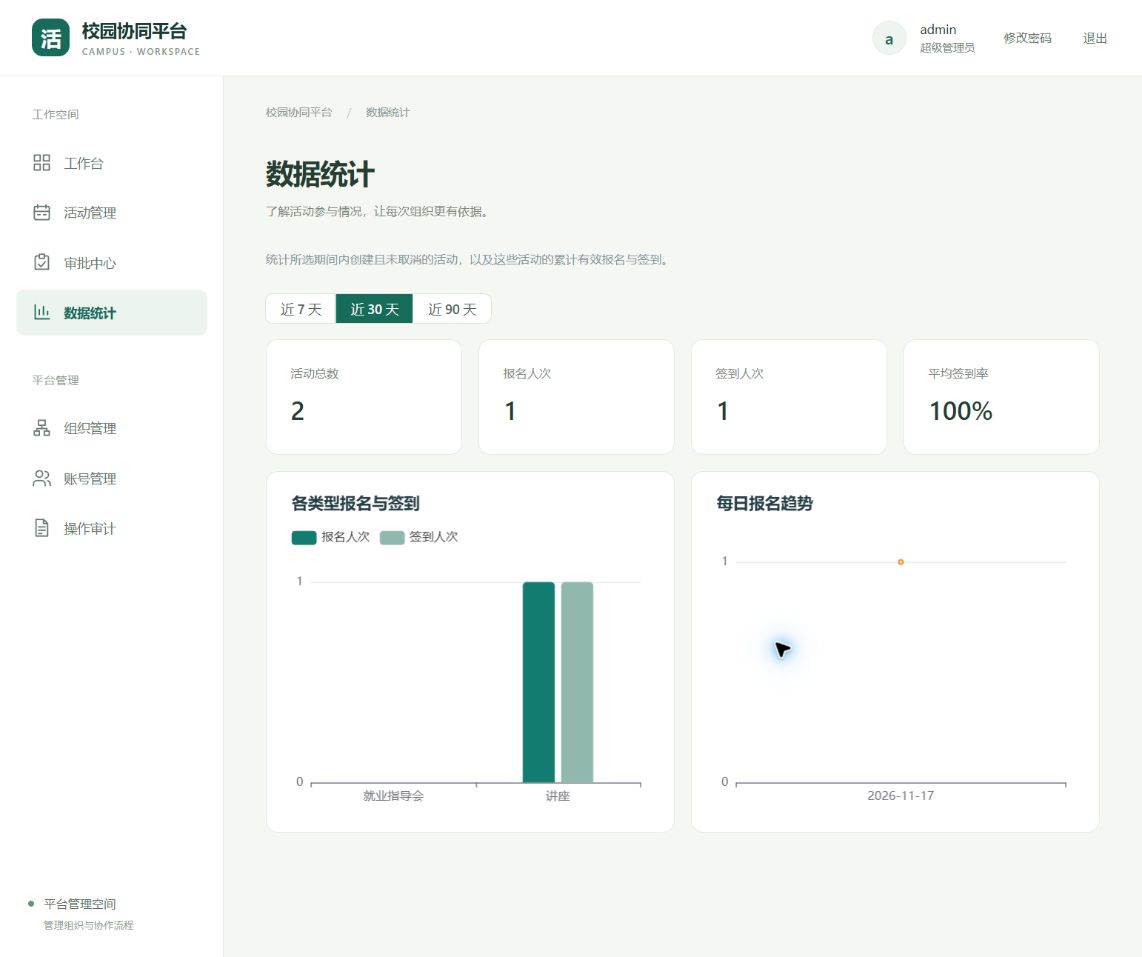 活
校园协同平台
CAMPUS · WORKSPACE
a
admin
超级管理员
修改密码
退出
工作空间
工作台
活动管理
审批中心
数据统计
平台管理
组织管理
账号管理
操作审计
平台管理空间
管理组织与协作流程
校园协同平台 / 数据统计
数据统计
了解活动参与情况，让每次组织更有依据。
统计所选期间内创建且未取消的活动，以及这些活动的累计有效报名与签到。
近 7 天
近 30 天
近 90 天
活动总数
2
报名人次
1
签到人次
1
平均签到率
100%
各类型报名与签到
报名人次
签到人次
1
0
就业指导会
讲座
每日报名趋势
1
0
2026-11-17